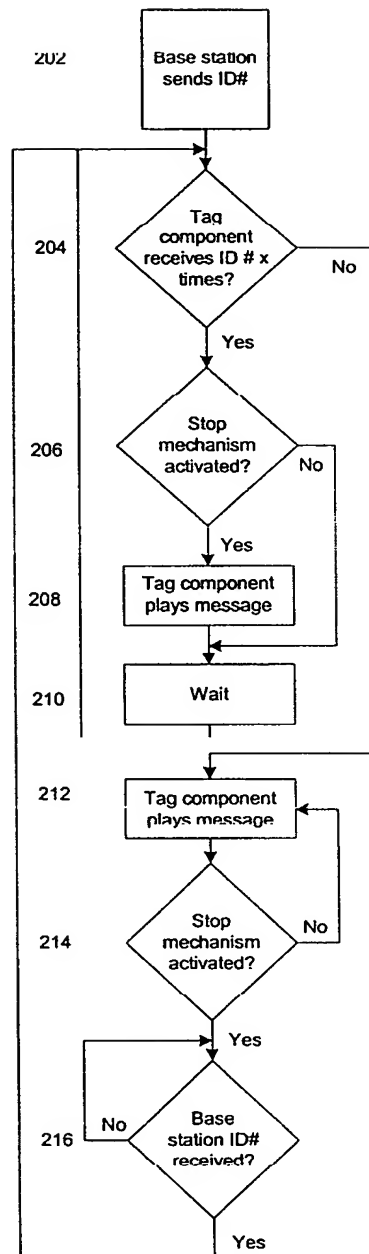 202
Base station
sends ID#
204
Tag
component
receives ID # x
times?
No
Yes
206
Stop
mechanism
activated?
No
Yes
208
Tag component
plays message
210
Wait
212
Tag component
plays message
214
Stop
mechanism
activated?
No
Yes
216
No
Base
station ID#
received?
Yes